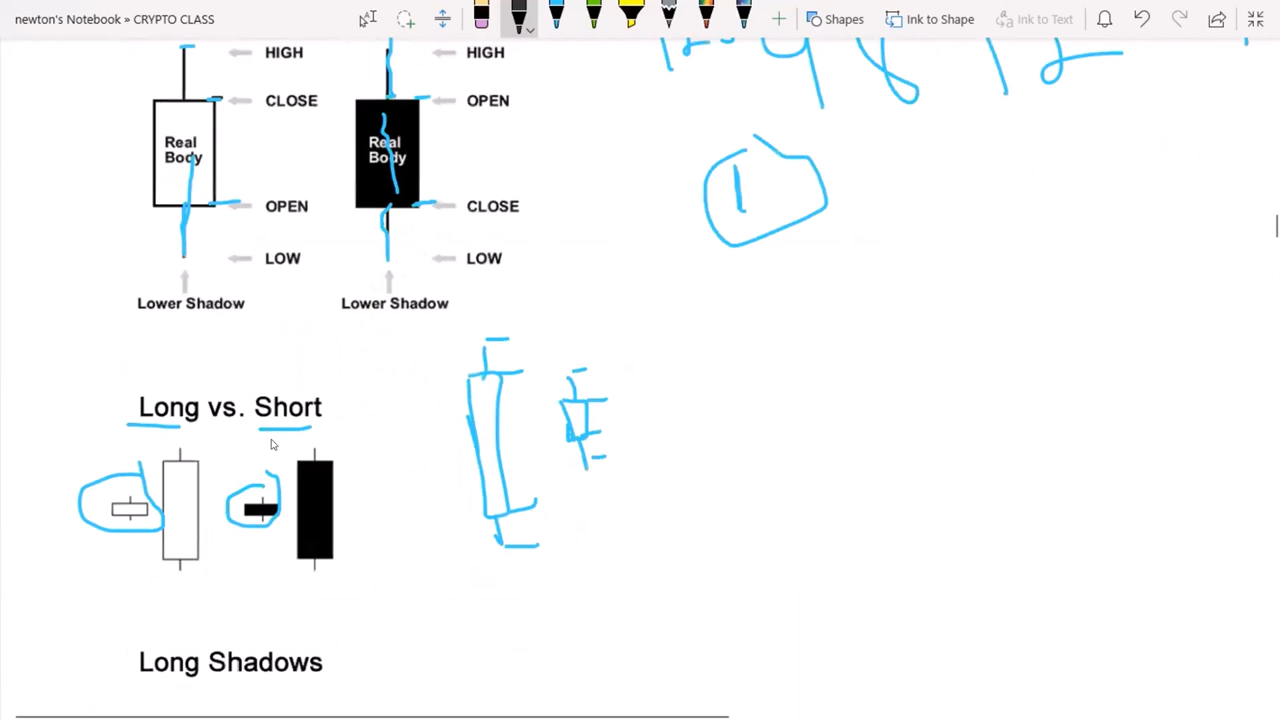 newton's Notebook » CRYPTO CLASS
Shapes
Ink to Shape
Ink to Text
HIGH
HIGH
CLOSE
OPEN
Real
Body
Real
Body
OPEN
CLOSE
LOW
LOW
Lower Shadow
Lower Shadow
1
Long vs. Short
Long Shadows